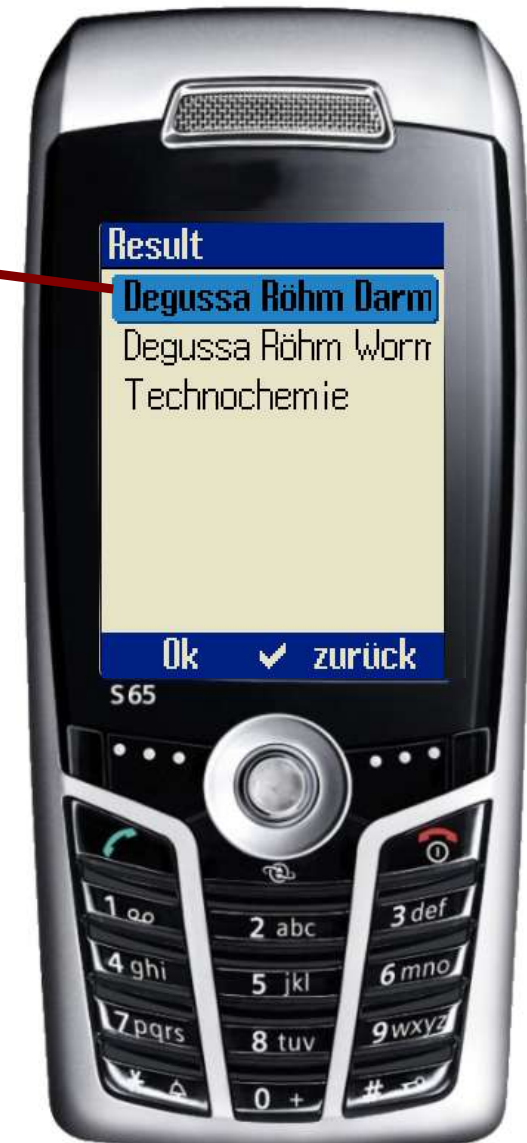 Result
Degussa Röhm Darm
Degussa Röhm Worm
Technochemie
Ok ✓ zurück
S65
1
2 abc
3 def
4 ghi
5 jkl
6 mno
7 pqrs
8 tuv
9 wxyz
*
0 +
#